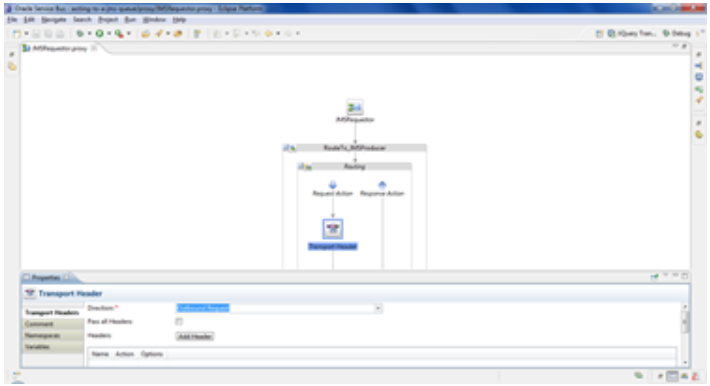 Oracle Service Bus - writing to a jms queue/proxy/JMSRequestor.proxy - Eclipse Platform
File Edit Navigate Search Project Run Window Help
XQuery Tran... Debug
JMSRequestor.proxy
JMSRequestor
RouteTo_JMSProducer
Routing
Request Action Response Action
Transport Header
Properties
Transport Header
Transport Headers
Comment
Namespaces
Variables
Direction:*
Outbound Request
Pass all Headers:
Headers:
Add Header
Name Action Options